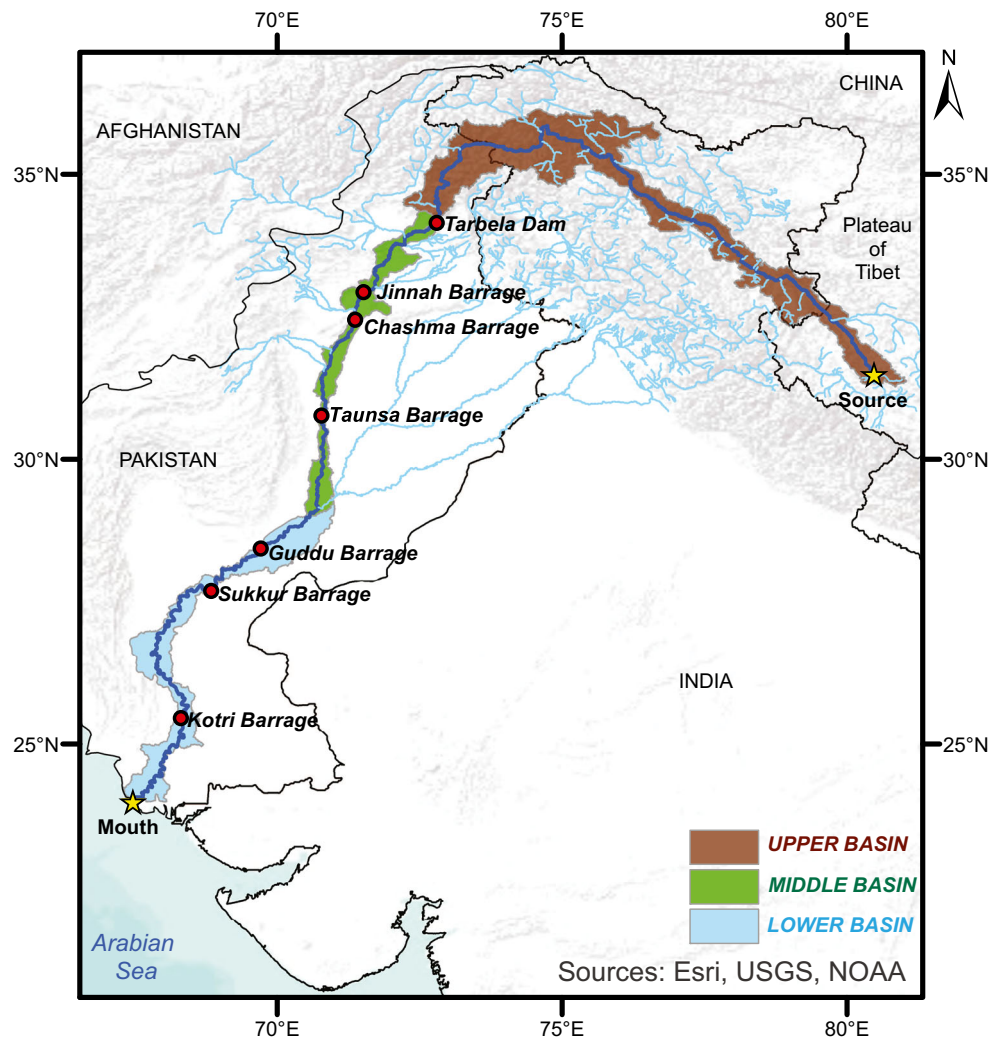 70°E 75°E 80°E
N
CHINA
AFGHANISTAN
35°N 35°N
Tarbela Dam
Plateau
of
Tibet
Jinnah Barrage
Chashma Barrage
Source
Taunsa Barrage
30°N 30°N
PAKISTAN
Guddu Barrage
Sukkur Barrage
INDIA
Kotri Barrage
25°N 25°N
Mouth
UPPER BASIN
MIDDLE BASIN
LOWER BASIN
Arabian
Sea
Sources: Esri, USGS, NOAA
70°E 75°E 80°E